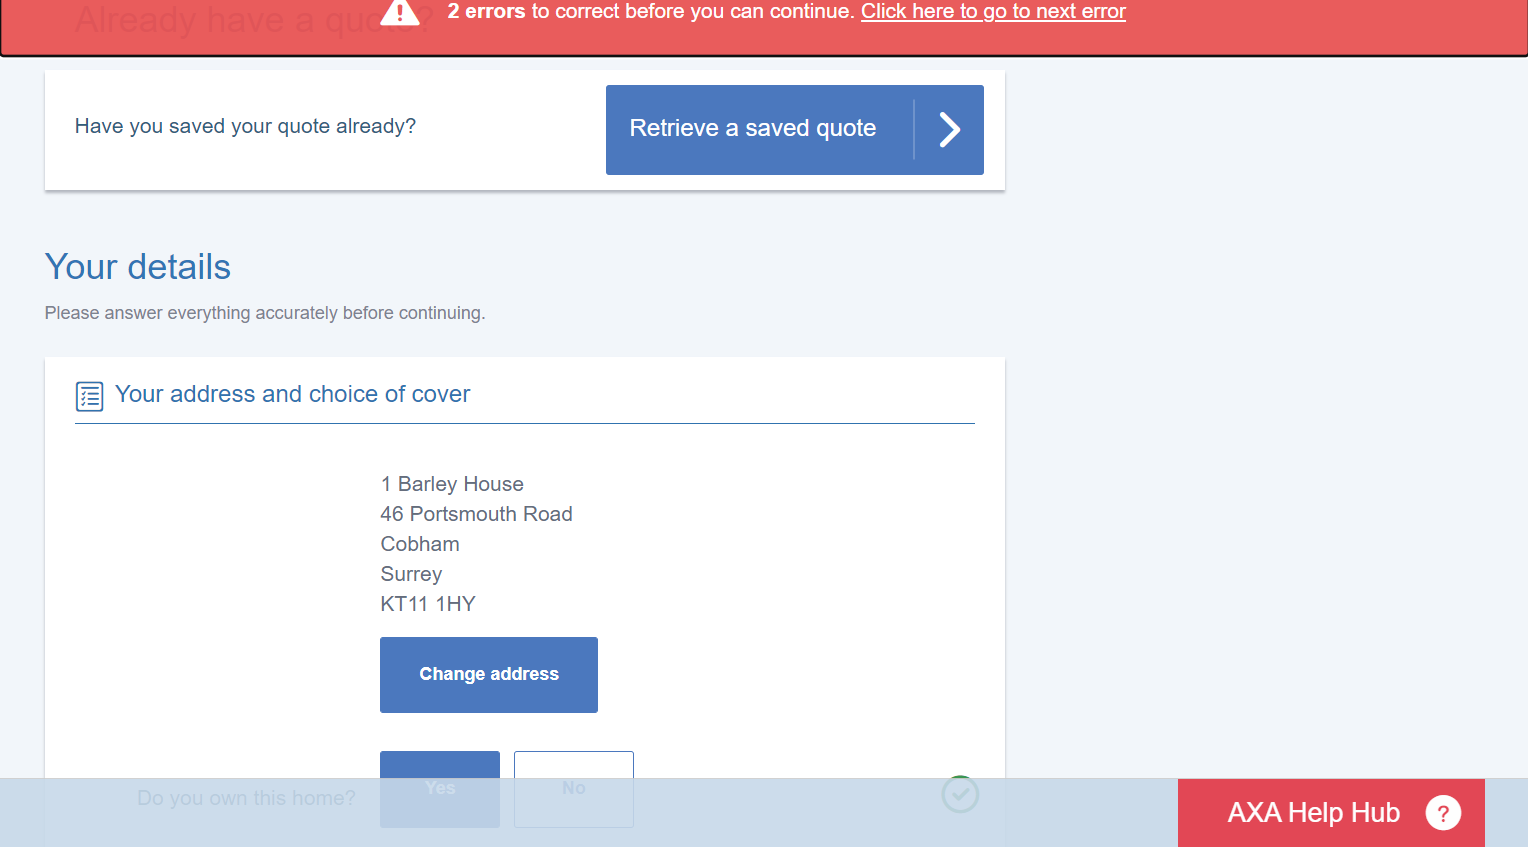 Already have a quote?
2 errors to correct before you can continue. Click here to go to next error
Have you saved your quote already?
Retrieve a saved quote
Your details
Please answer everything accurately before continuing.
Your address and choice of cover
1 Barley House
46 Portsmouth Road
Cobham
Surrey
KT11 1HY
Change address
Do you own this home?
Yes
No
AXA Help Hub ?